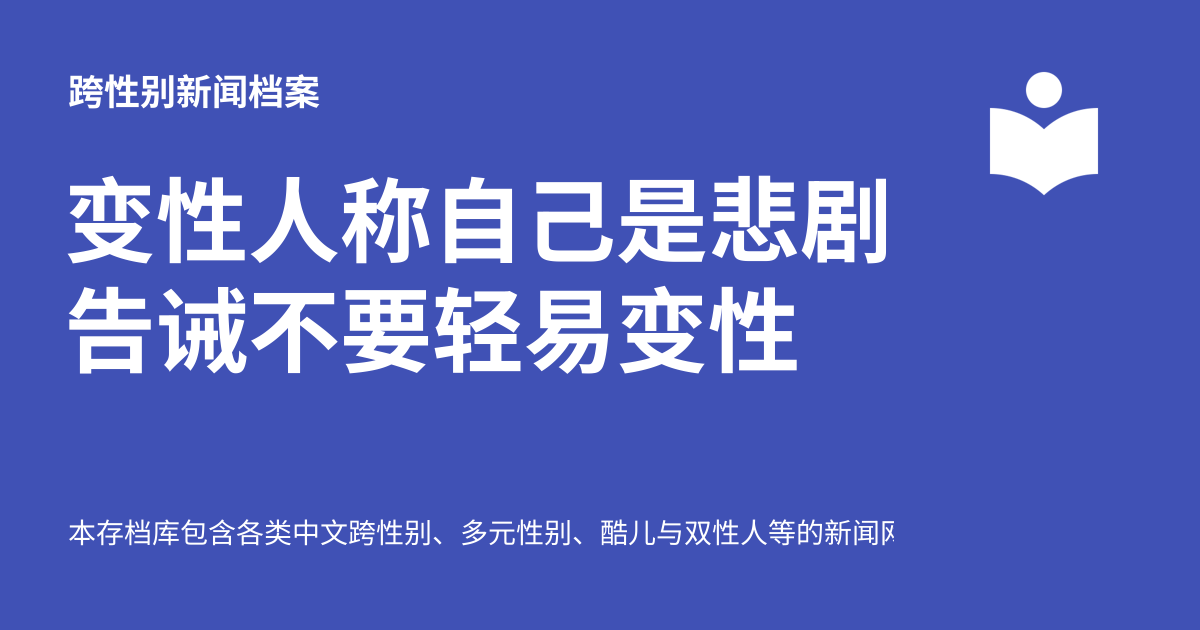 跨性别新闻档案
变性人称自己是悲剧
告诫不要轻易变性
本存档库包含各类中文跨性别、多元性别、酷儿与双性人等的新闻